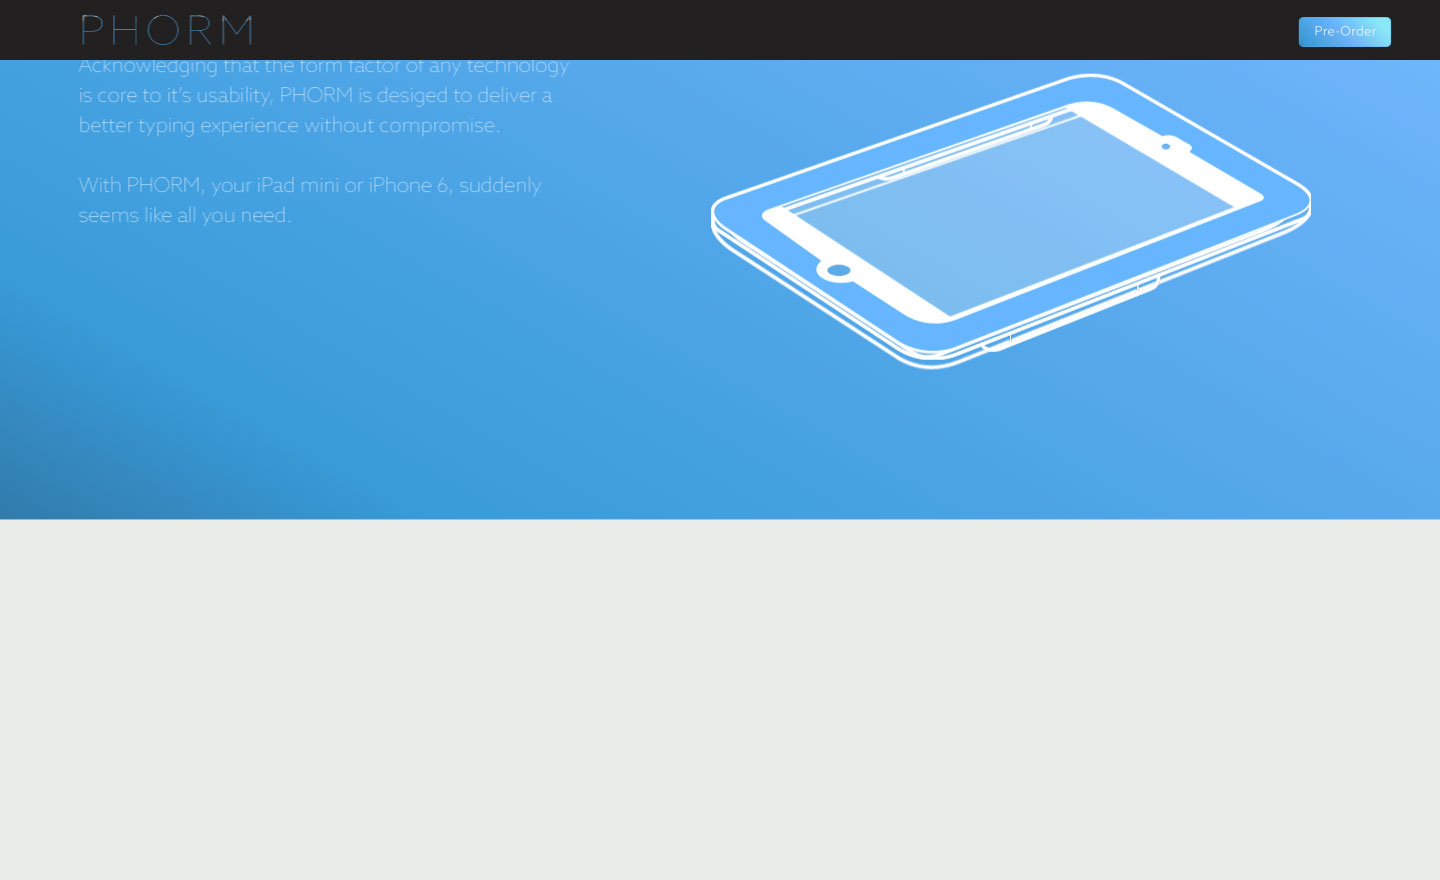 PHORM
Pre-Order
Acknowledging that the form factor of any technology
is core to it’s usability, PHORM is desiged to deliver a
better typing experience without compromise.
With PHORM, your iPad mini or iPhone 6, suddenly
seems like all you need.